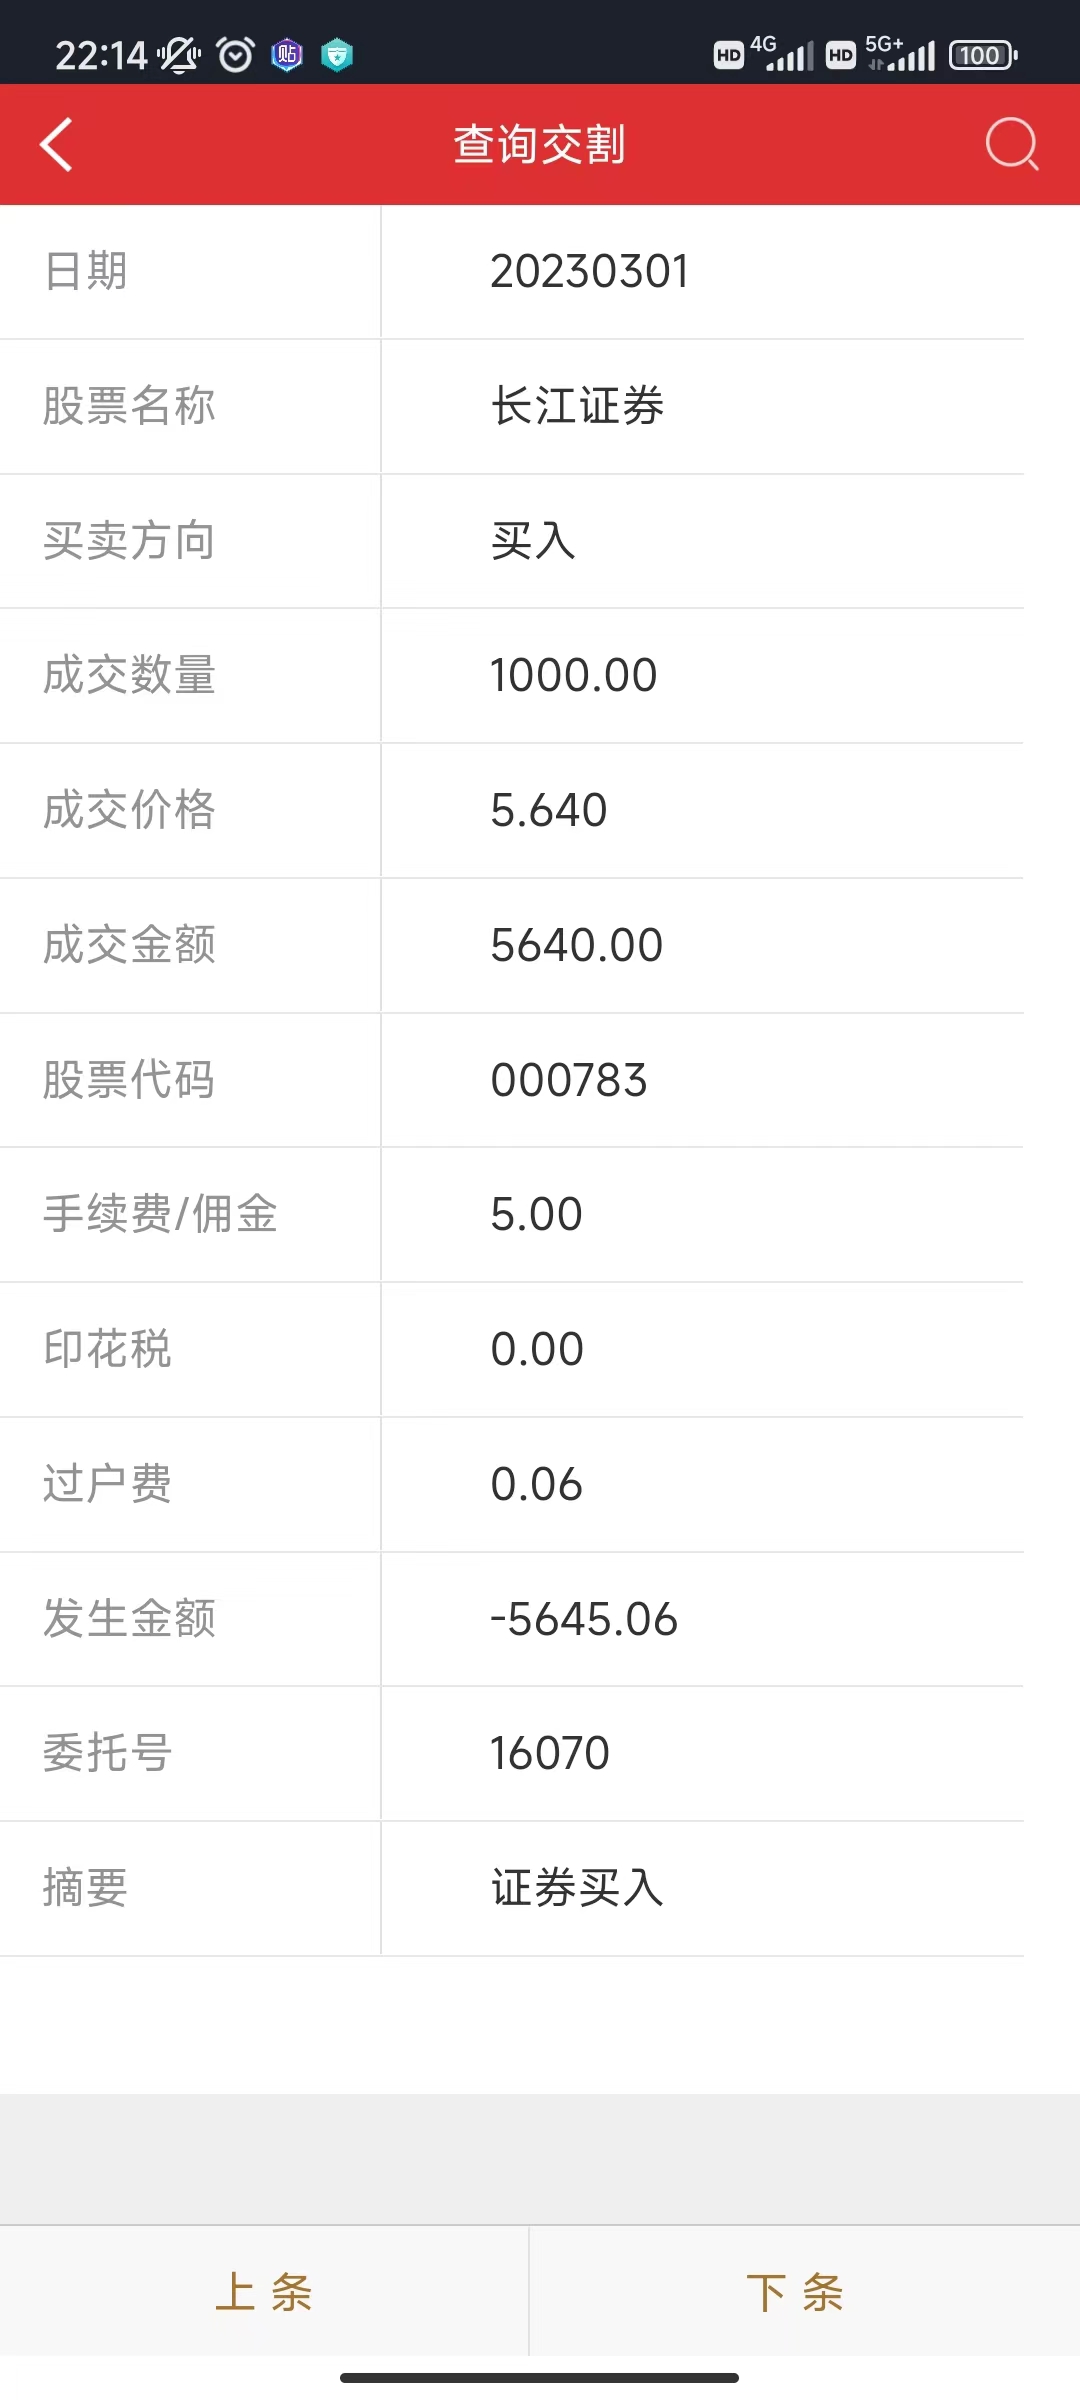 22:14 贴 HD 4G HD 5G+ 100
查询交割
日期 20230301
股票名称 长江证券
买卖方向 买入
成交数量 1000.00
成交价格 5.640
成交金额 5640.00
股票代码 000783
手续费/佣金 5.00
印花税 0.00
过户费 0.06
发生金额 -5645.06
委托号 16070
摘要 证券买入
上 条 下 条